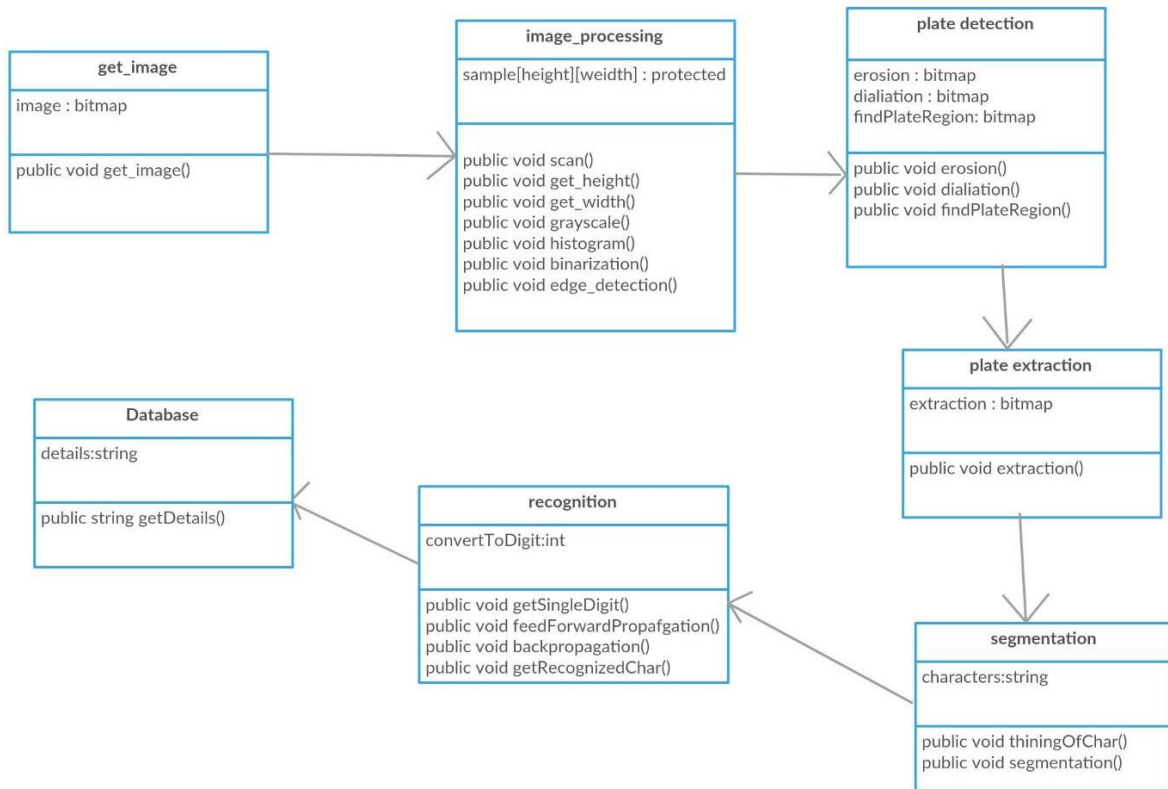 get_image
image : bitmap
public void get_image()
image_processing
sample[height][weidth] : protected
public void scan()
public void get_height()
public void get_width()
public void grayscale()
public void histogram()
public void binarization()
public void edge_detection()
plate detection
erosion : bitmap
dialiation : bitmap
findPlateRegion: bitmap
public void erosion()
public void dialiation()
public void findPlateRegion()
plate extraction
extraction : bitmap
public void extraction()
segmentation
characters:string
public void thiningOfChar()
public void segmentation()
recognition
convertToDigit:int
public void getSingleDigit()
public void feedForwardPropafgation()
public void backpropagation()
public void getRecognizedChar()
Database
details:string
public string getDetails()